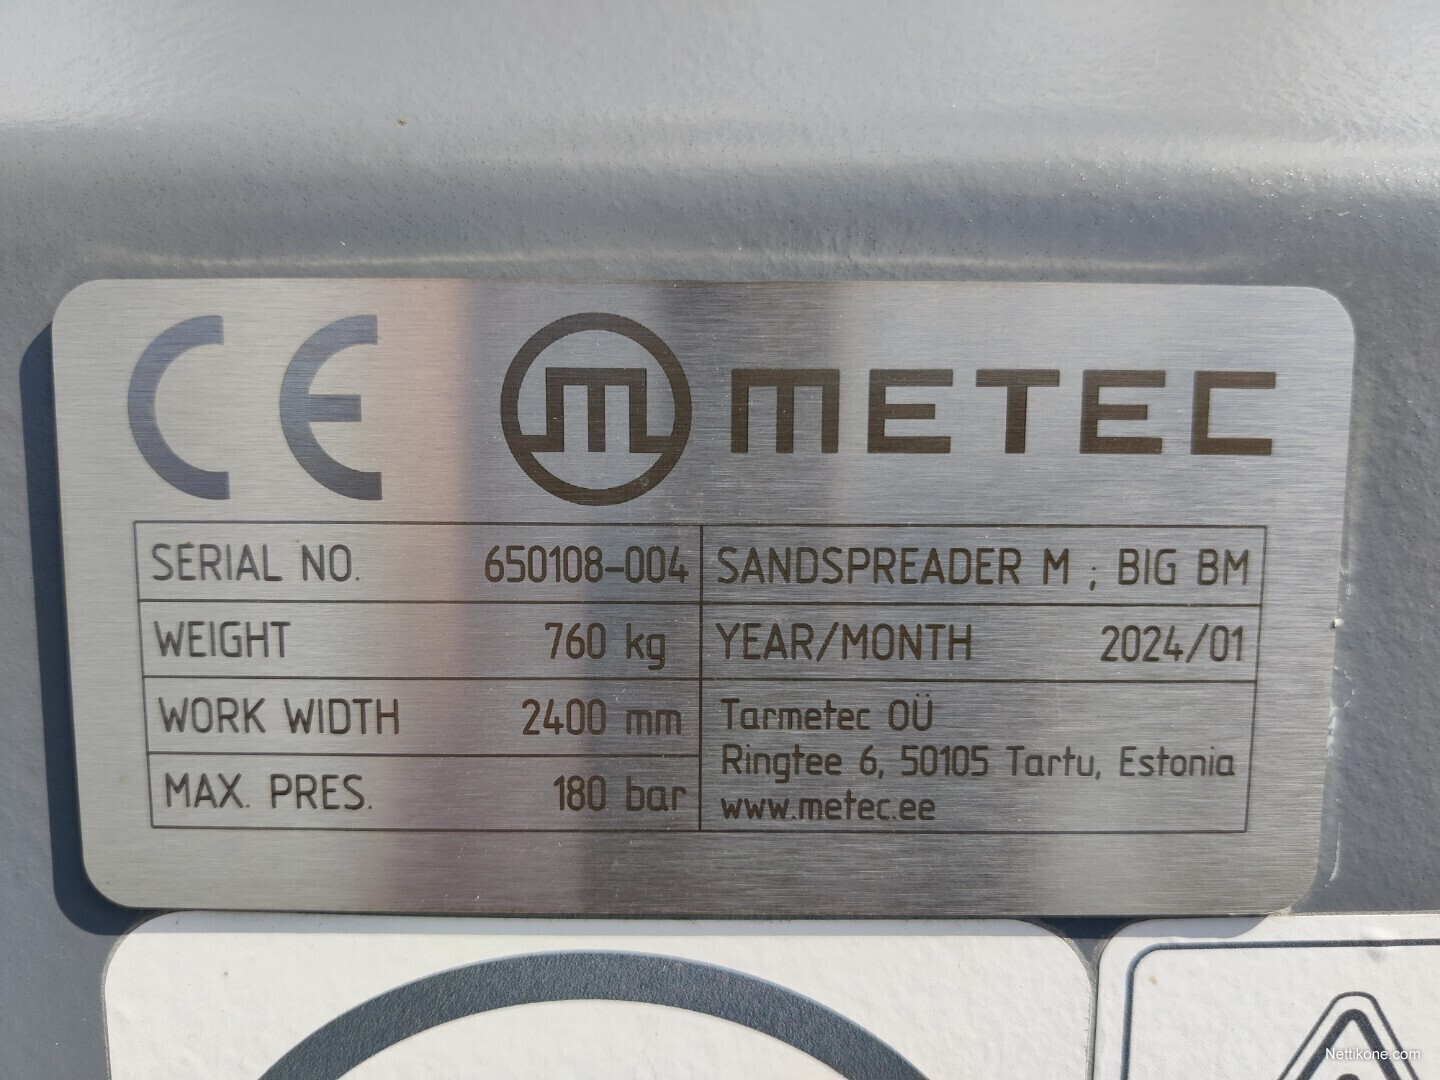 CE METEC
SERIAL NO. 650108-004 SANDSPREADER M ; BIG BM
WEIGHT 760 kg YEAR/MONTH 2024/01
WORK WIDTH 2400 mm Tarmetec OÜ
Ringtee 6, 50105 Tartu, Estonia
MAX. PRES. 180 bar www.metec.ee
Nettikone.com